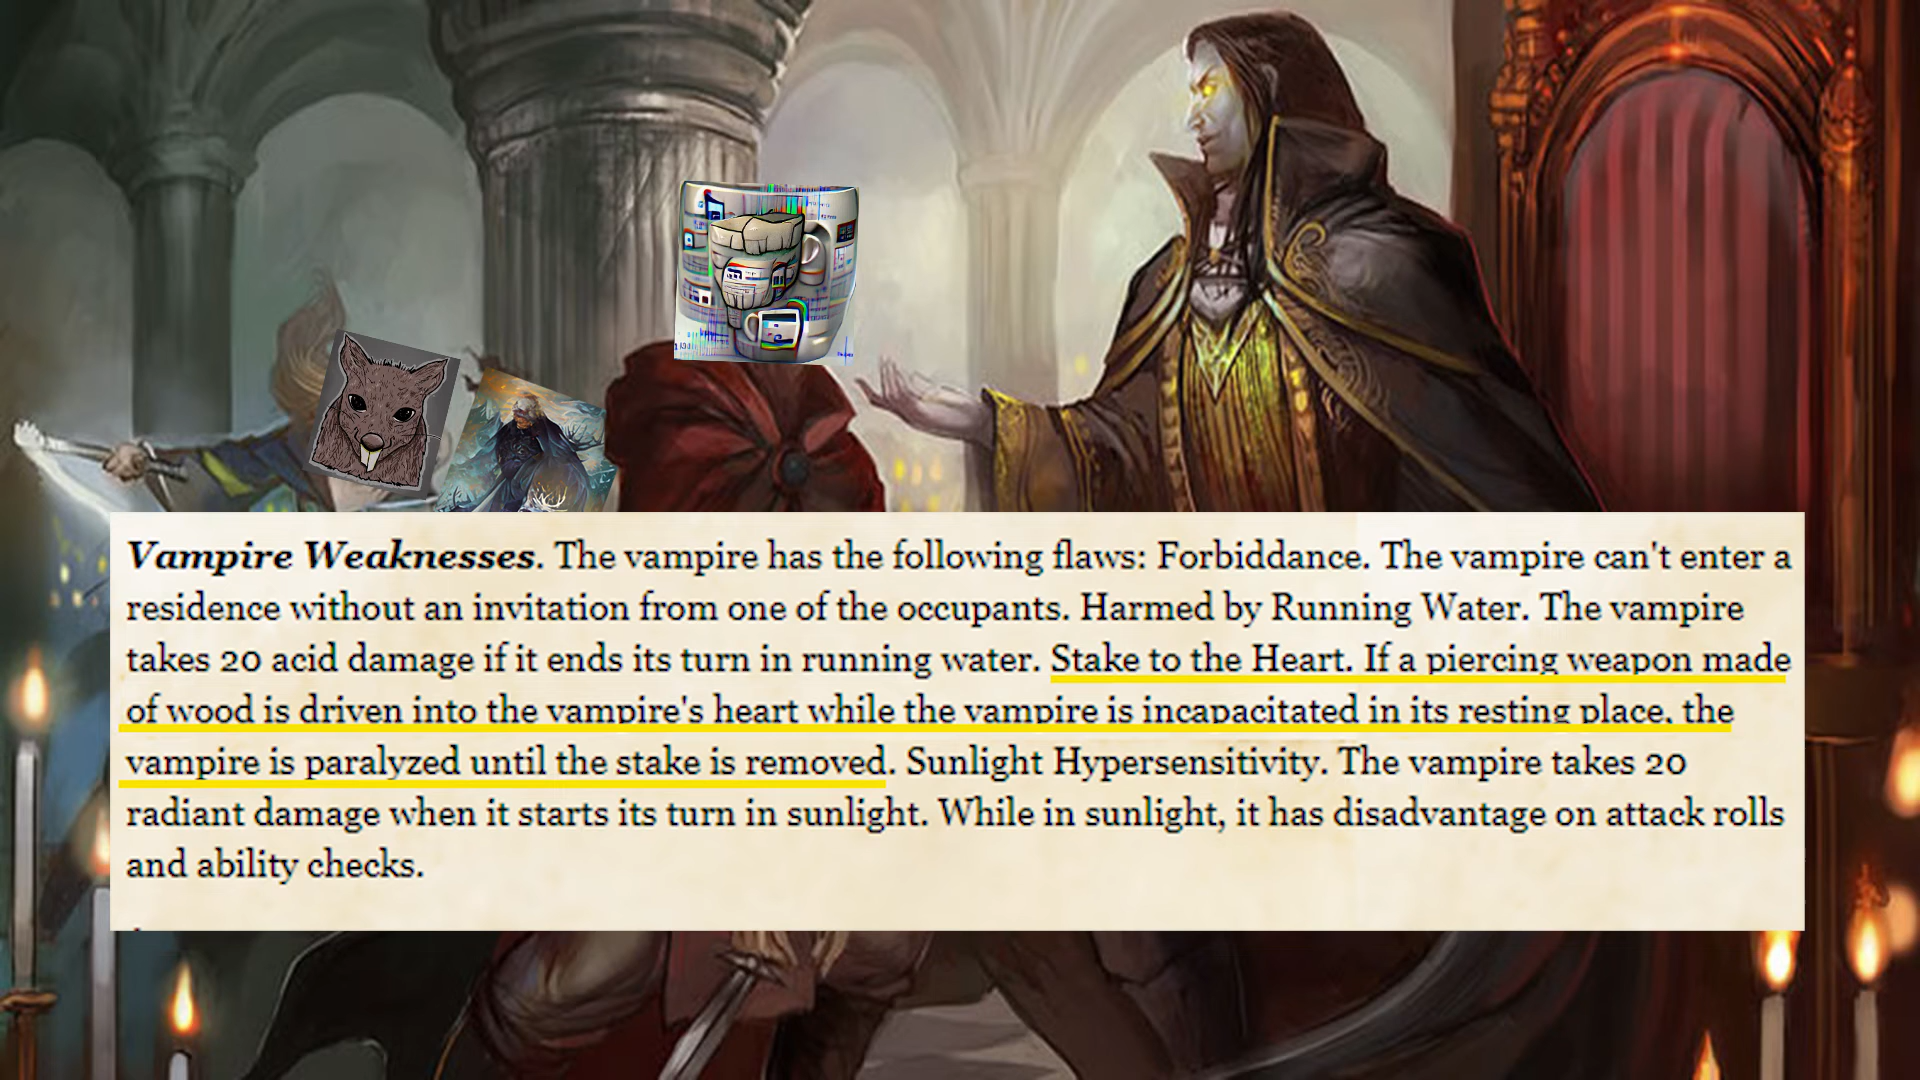 Vampire Weaknesses. The vampire has the following flaws: Forbiddance. The vampire can't enter a
residence without an invitation from one of the occupants. Harmed by Running Water. The vampire
takes 20 acid damage if it ends its turn in running water. Stake to the Heart. If a piercing weapon made
of wood is driven into the vampire's heart while the vampire is incapacitated in its resting place, the
vampire is paralyzed until the stake is removed. Sunlight Hypersensitivity. The vampire takes 20
radiant damage when it starts its turn in sunlight. While in sunlight, it has disadvantage on attack rolls
and ability checks.